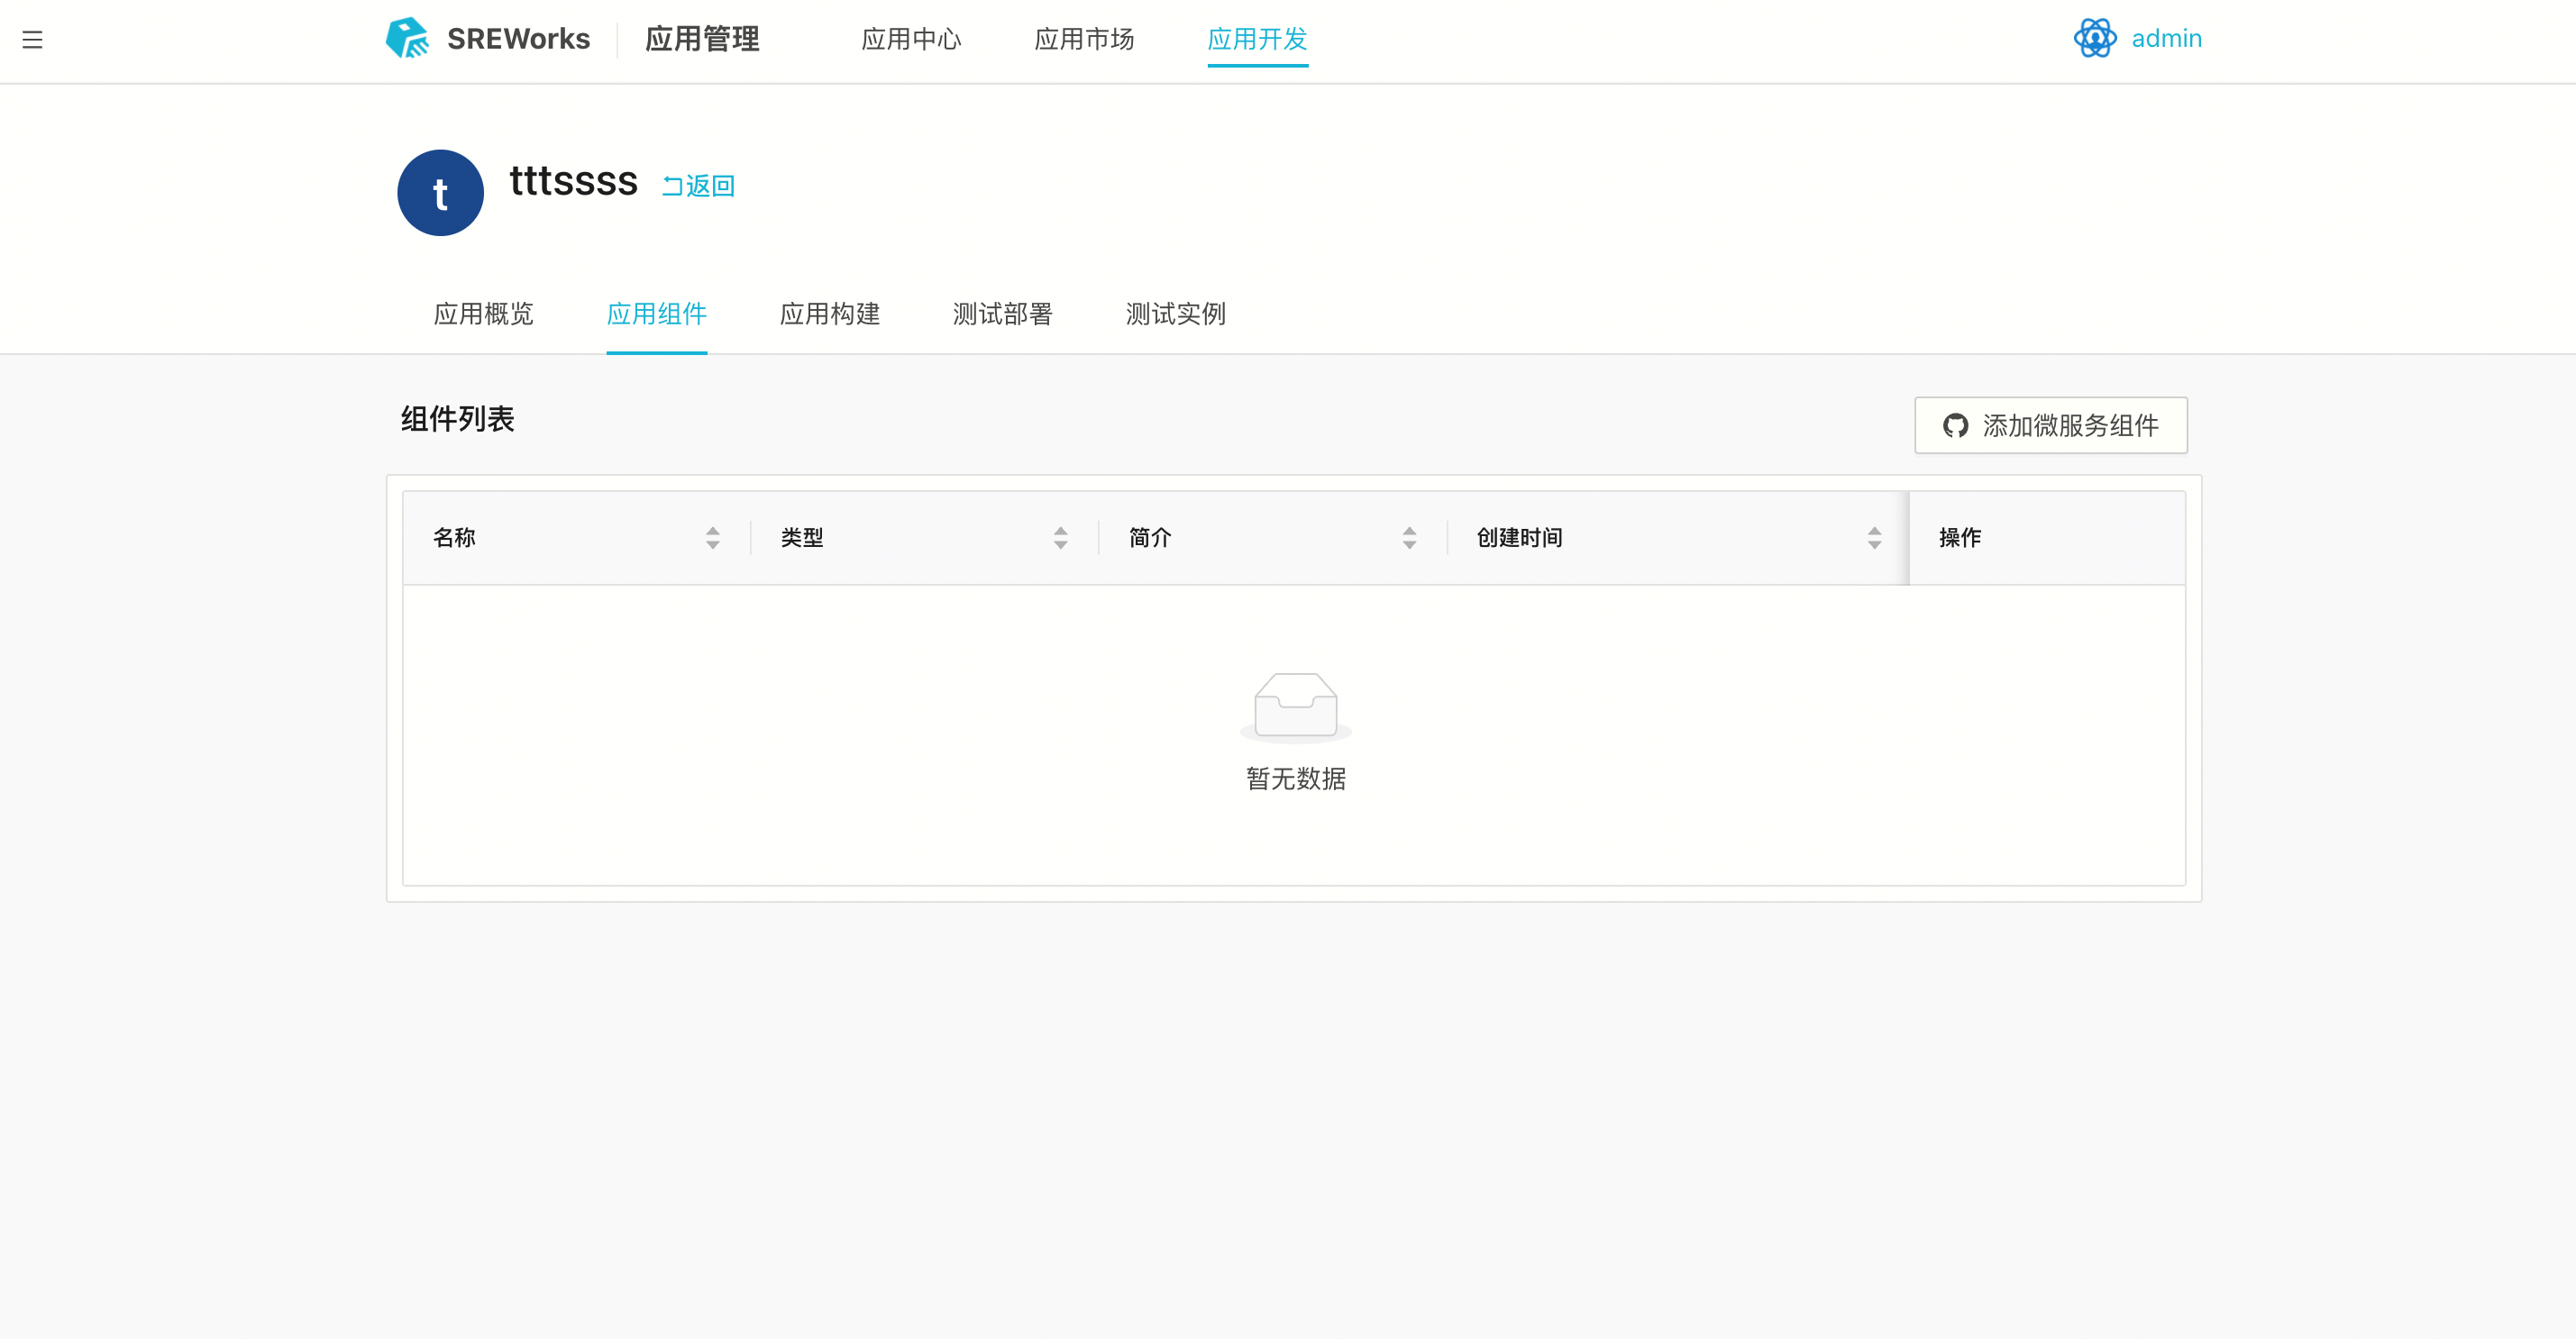 SREWorks 应用管理 应用中心 应用市场 应用开发 admin
t tttssss 返回
应用概览 应用组件 应用构建 测试部署 测试实例
组件列表 添加微服务组件
名称 类型 简介 创建时间 操作
暂无数据